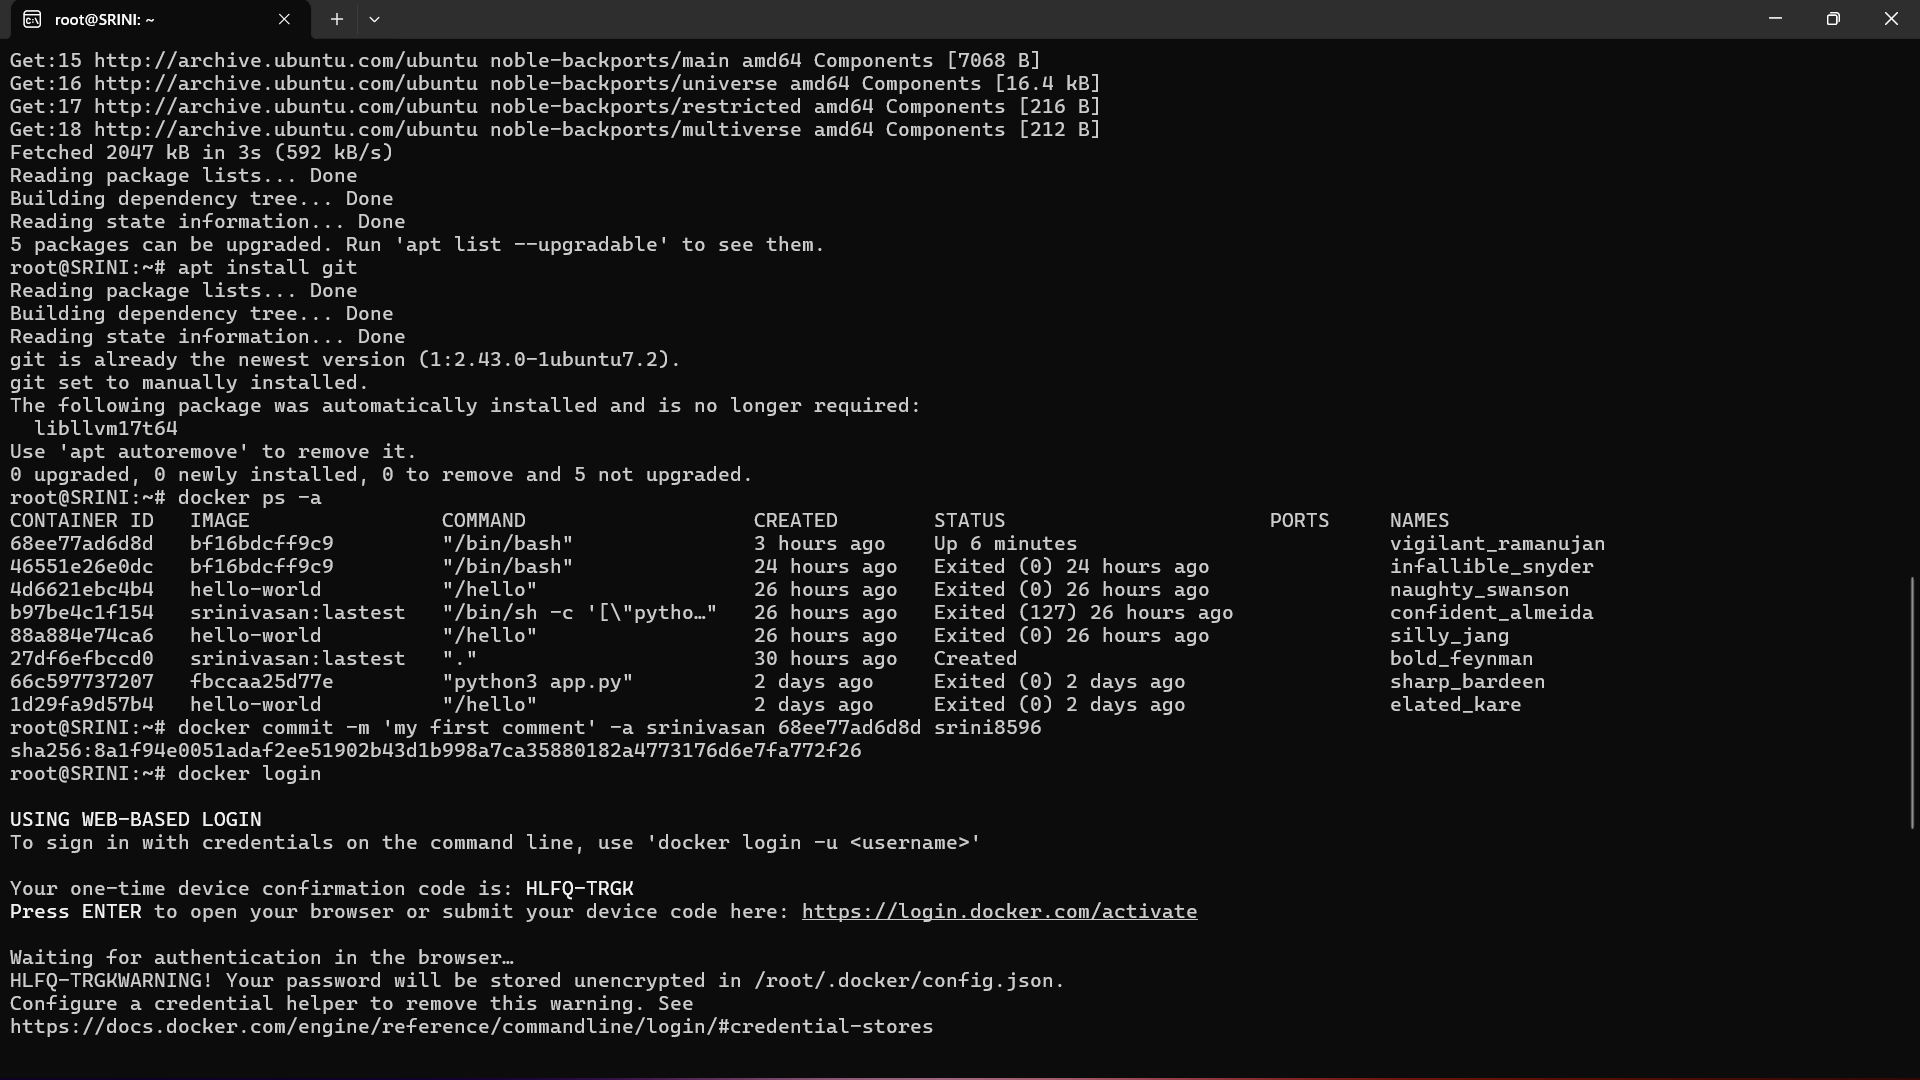 root@SRINI: ~
Get:15 http://archive.ubuntu.com/ubuntu noble-backports/main amd64 Components [7068 B]
Get:16 http://archive.ubuntu.com/ubuntu noble-backports/universe amd64 Components [16.4 kB]
Get:17 http://archive.ubuntu.com/ubuntu noble-backports/restricted amd64 Components [216 B]
Get:18 http://archive.ubuntu.com/ubuntu noble-backports/multiverse amd64 Components [212 B]
Fetched 2047 kB in 3s (592 kB/s)
Reading package lists... Done
Building dependency tree... Done
Reading state information... Done
5 packages can be upgraded. Run 'apt list --upgradable' to see them.
root@SRINI:~# apt install git
Reading package lists... Done
Building dependency tree... Done
Reading state information... Done
git is already the newest version (1:2.43.0-1ubuntu7.2).
git set to manually installed.
The following package was automatically installed and is no longer required:
  libllvm17t64
Use 'apt autoremove' to remove it.
0 upgraded, 0 newly installed, 0 to remove and 5 not upgraded.
root@SRINI:~# docker ps -a
CONTAINER ID   IMAGE                COMMAND                   CREATED         STATUS                      PORTS     NAMES
68ee77ad6d8d   bf16bdcff9c9         "/bin/bash"               3 hours ago     Up 6 minutes                          vigilant_ramanujan
46551e26e0dc   bf16bdcff9c9         "/bin/bash"               24 hours ago    Exited (0) 24 hours ago               infallible_snyder
4d6621ebc4b4   hello-world          "/hello"                  26 hours ago    Exited (0) 26 hours ago               naughty_swanson
b97be4c1f154   srinivasan:lastest   "/bin/sh -c '[\"pytho…"   26 hours ago    Exited (127) 26 hours ago             confident_almeida
88a884e74ca6   hello-world          "/hello"                  26 hours ago    Exited (0) 26 hours ago               silly_jang
27df6efbccd0   srinivasan:lastest   "."                       30 hours ago    Created                               bold_feynman
66c597737207   fbccaa25d77e         "python3 app.py"          2 days ago      Exited (0) 2 days ago                 sharp_bardeen
1d29fa9d57b4   hello-world          "/hello"                  2 days ago      Exited (0) 2 days ago                 elated_kare
root@SRINI:~# docker commit -m 'my first comment' -a srinivasan 68ee77ad6d8d srini8596
sha256:8a1f94e0051adaf2ee51902b43d1b998a7ca35880182a4773176d6e7fa772f26
root@SRINI:~# docker login
USING WEB-BASED LOGIN
To sign in with credentials on the command line, use 'docker login -u <username>'
Your one-time device confirmation code is: HLFQ-TRGK
Press ENTER to open your browser or submit your device code here: https://login.docker.com/activate
Waiting for authentication in the browser…
HLFQ-TRGKWARNING! Your password will be stored unencrypted in /root/.docker/config.json.
Configure a credential helper to remove this warning. See
https://docs.docker.com/engine/reference/commandline/login/#credential-stores